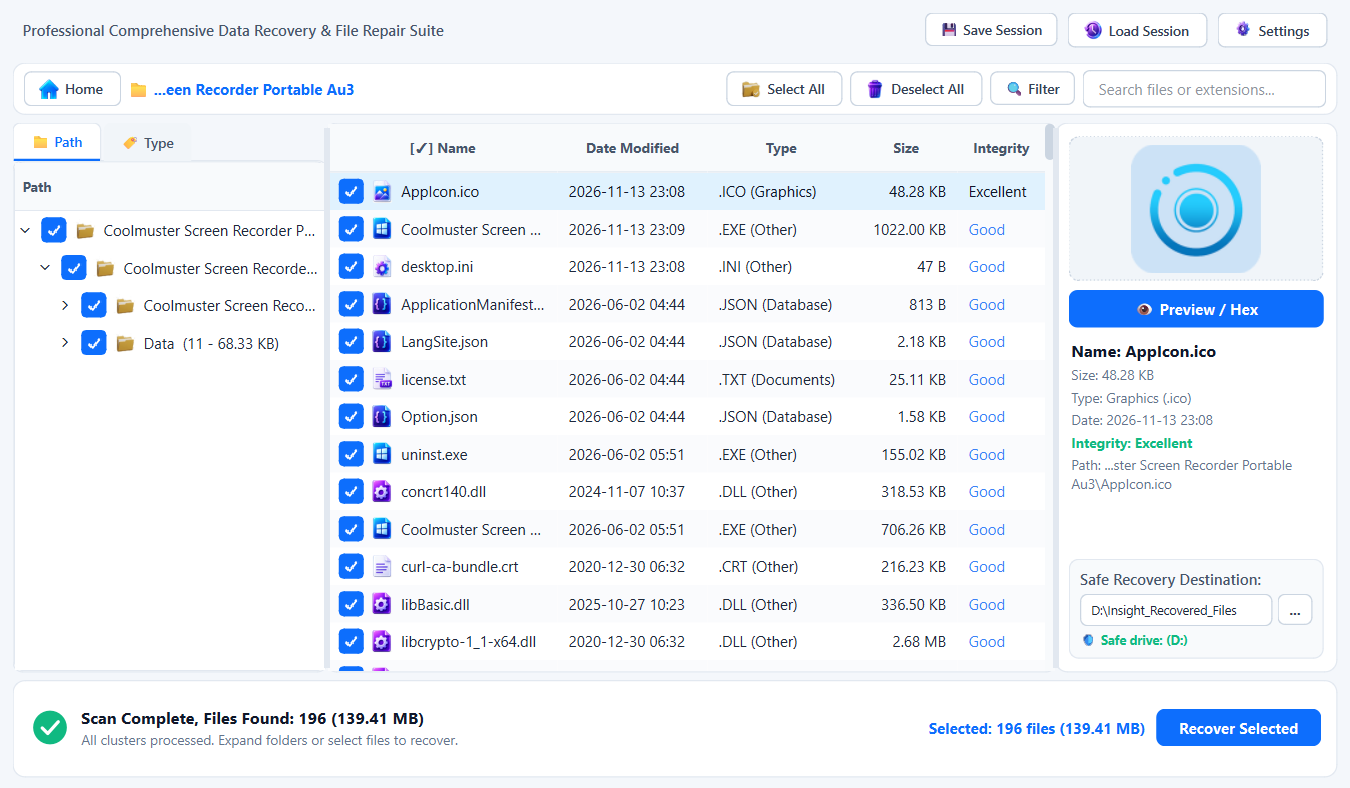 Professional Comprehensive Data Recovery & File Repair Suite
Save Session
Load Session
Settings
Home
...een Recorder Portable Au3
Select All
Deselect All
Filter
Search files or extensions...
Path
Type
Path
Coolmuster Screen Recorder P...
Coolmuster Screen Recorde...
Coolmuster Screen Reco...
Data (11 - 68.33 KB)
[✓] Name Date Modified Type Size Integrity
AppIcon.ico 2026-11-13 23:08 .ICO (Graphics) 48.28 KB Excellent
Coolmuster Screen ... 2026-11-13 23:09 .EXE (Other) 1022.00 KB Good
desktop.ini 2026-11-13 23:08 .INI (Other) 47 B Good
ApplicationManifest... 2026-06-02 04:44 .JSON (Database) 813 B Good
LangSite.json 2026-06-02 04:44 .JSON (Database) 2.18 KB Good
license.txt 2026-06-02 04:44 .TXT (Documents) 25.11 KB Good
Option.json 2026-06-02 04:44 .JSON (Database) 1.58 KB Good
uninst.exe 2026-06-02 05:51 .EXE (Other) 155.02 KB Good
concrt140.dll 2024-11-07 10:37 .DLL (Other) 318.53 KB Good
Coolmuster Screen ... 2026-06-02 05:51 .EXE (Other) 706.26 KB Good
curl-ca-bundle.crt 2020-12-30 06:32 .CRT (Other) 216.23 KB Good
libBasic.dll 2025-10-27 10:23 .DLL (Other) 336.50 KB Good
libcrypto-1_1-x64.dll 2020-12-30 06:32 .DLL (Other) 2.68 MB Good
Preview / Hex
Name: AppIcon.ico
Size: 48.28 KB
Type: Graphics (.ico)
Date: 2026-11-13 23:08
Integrity: Excellent
Path: ...ster Screen Recorder Portable
Au3\AppIcon.ico
Safe Recovery Destination:
D:\Insight_Recovered_Files
...
Safe drive: (D:)
Scan Complete, Files Found: 196 (139.41 MB)
All clusters processed. Expand folders or select files to recover.
Selected: 196 files (139.41 MB)
Recover Selected